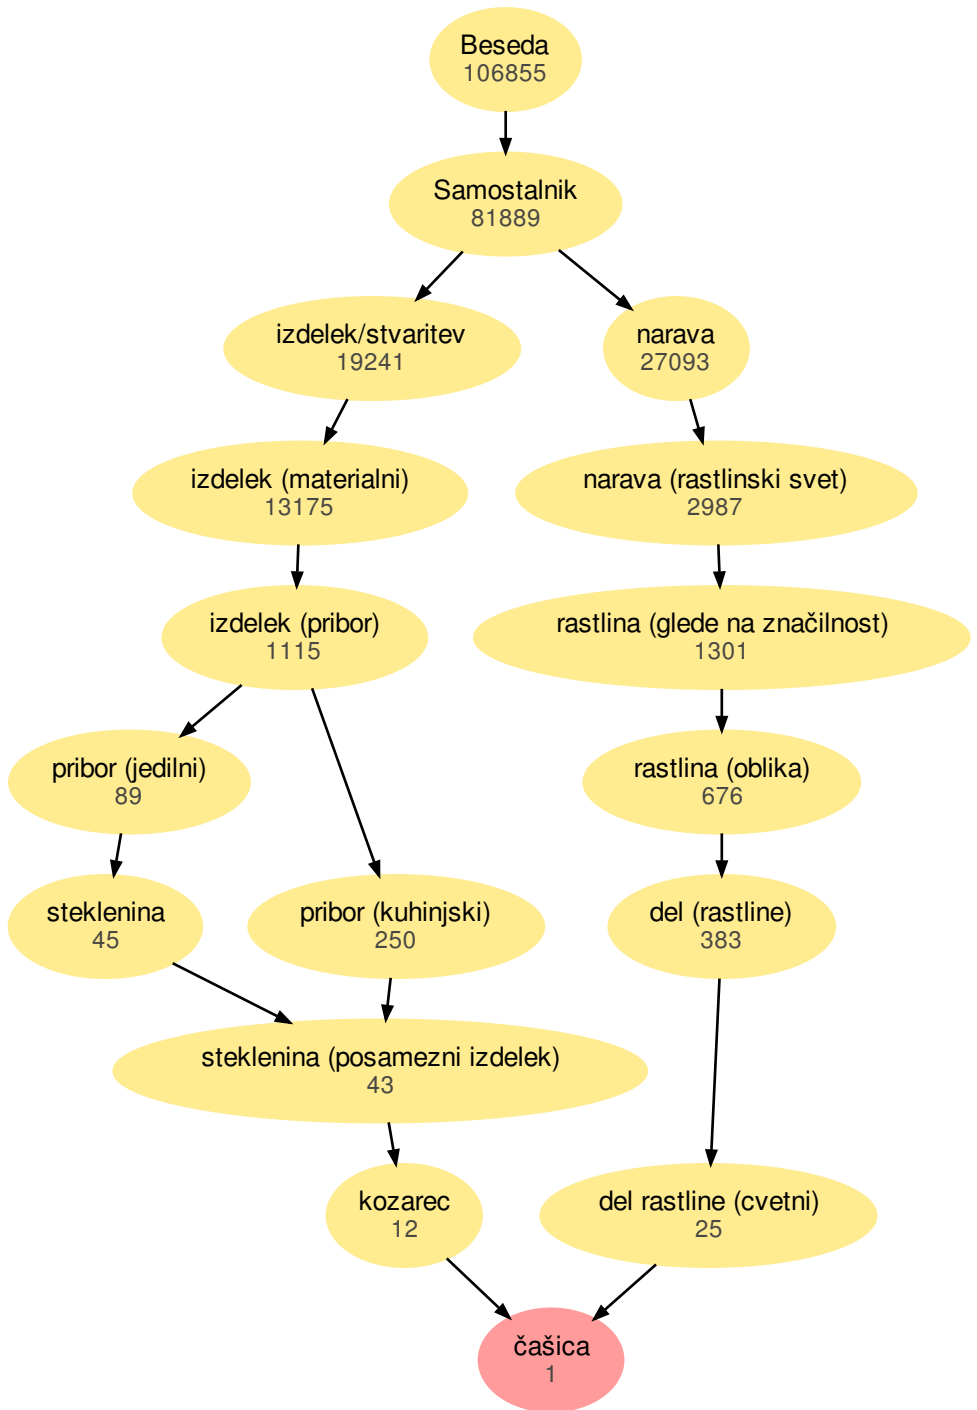 Beseda
106855
Samostalnik
81889
izdelek/stvaritev
19241
narava
27093
izdelek (materialni)
13175
narava (rastlinski svet)
2987
izdelek (pribor)
1115
rastlina (glede na značilnost)
1301
pribor (jedilni)
89
rastlina (oblika)
676
steklenina
45
pribor (kuhinjski)
250
del (rastline)
383
steklenina (posamezni izdelek)
43
kozarec
12
del rastline (cvetni)
25
čašica
1